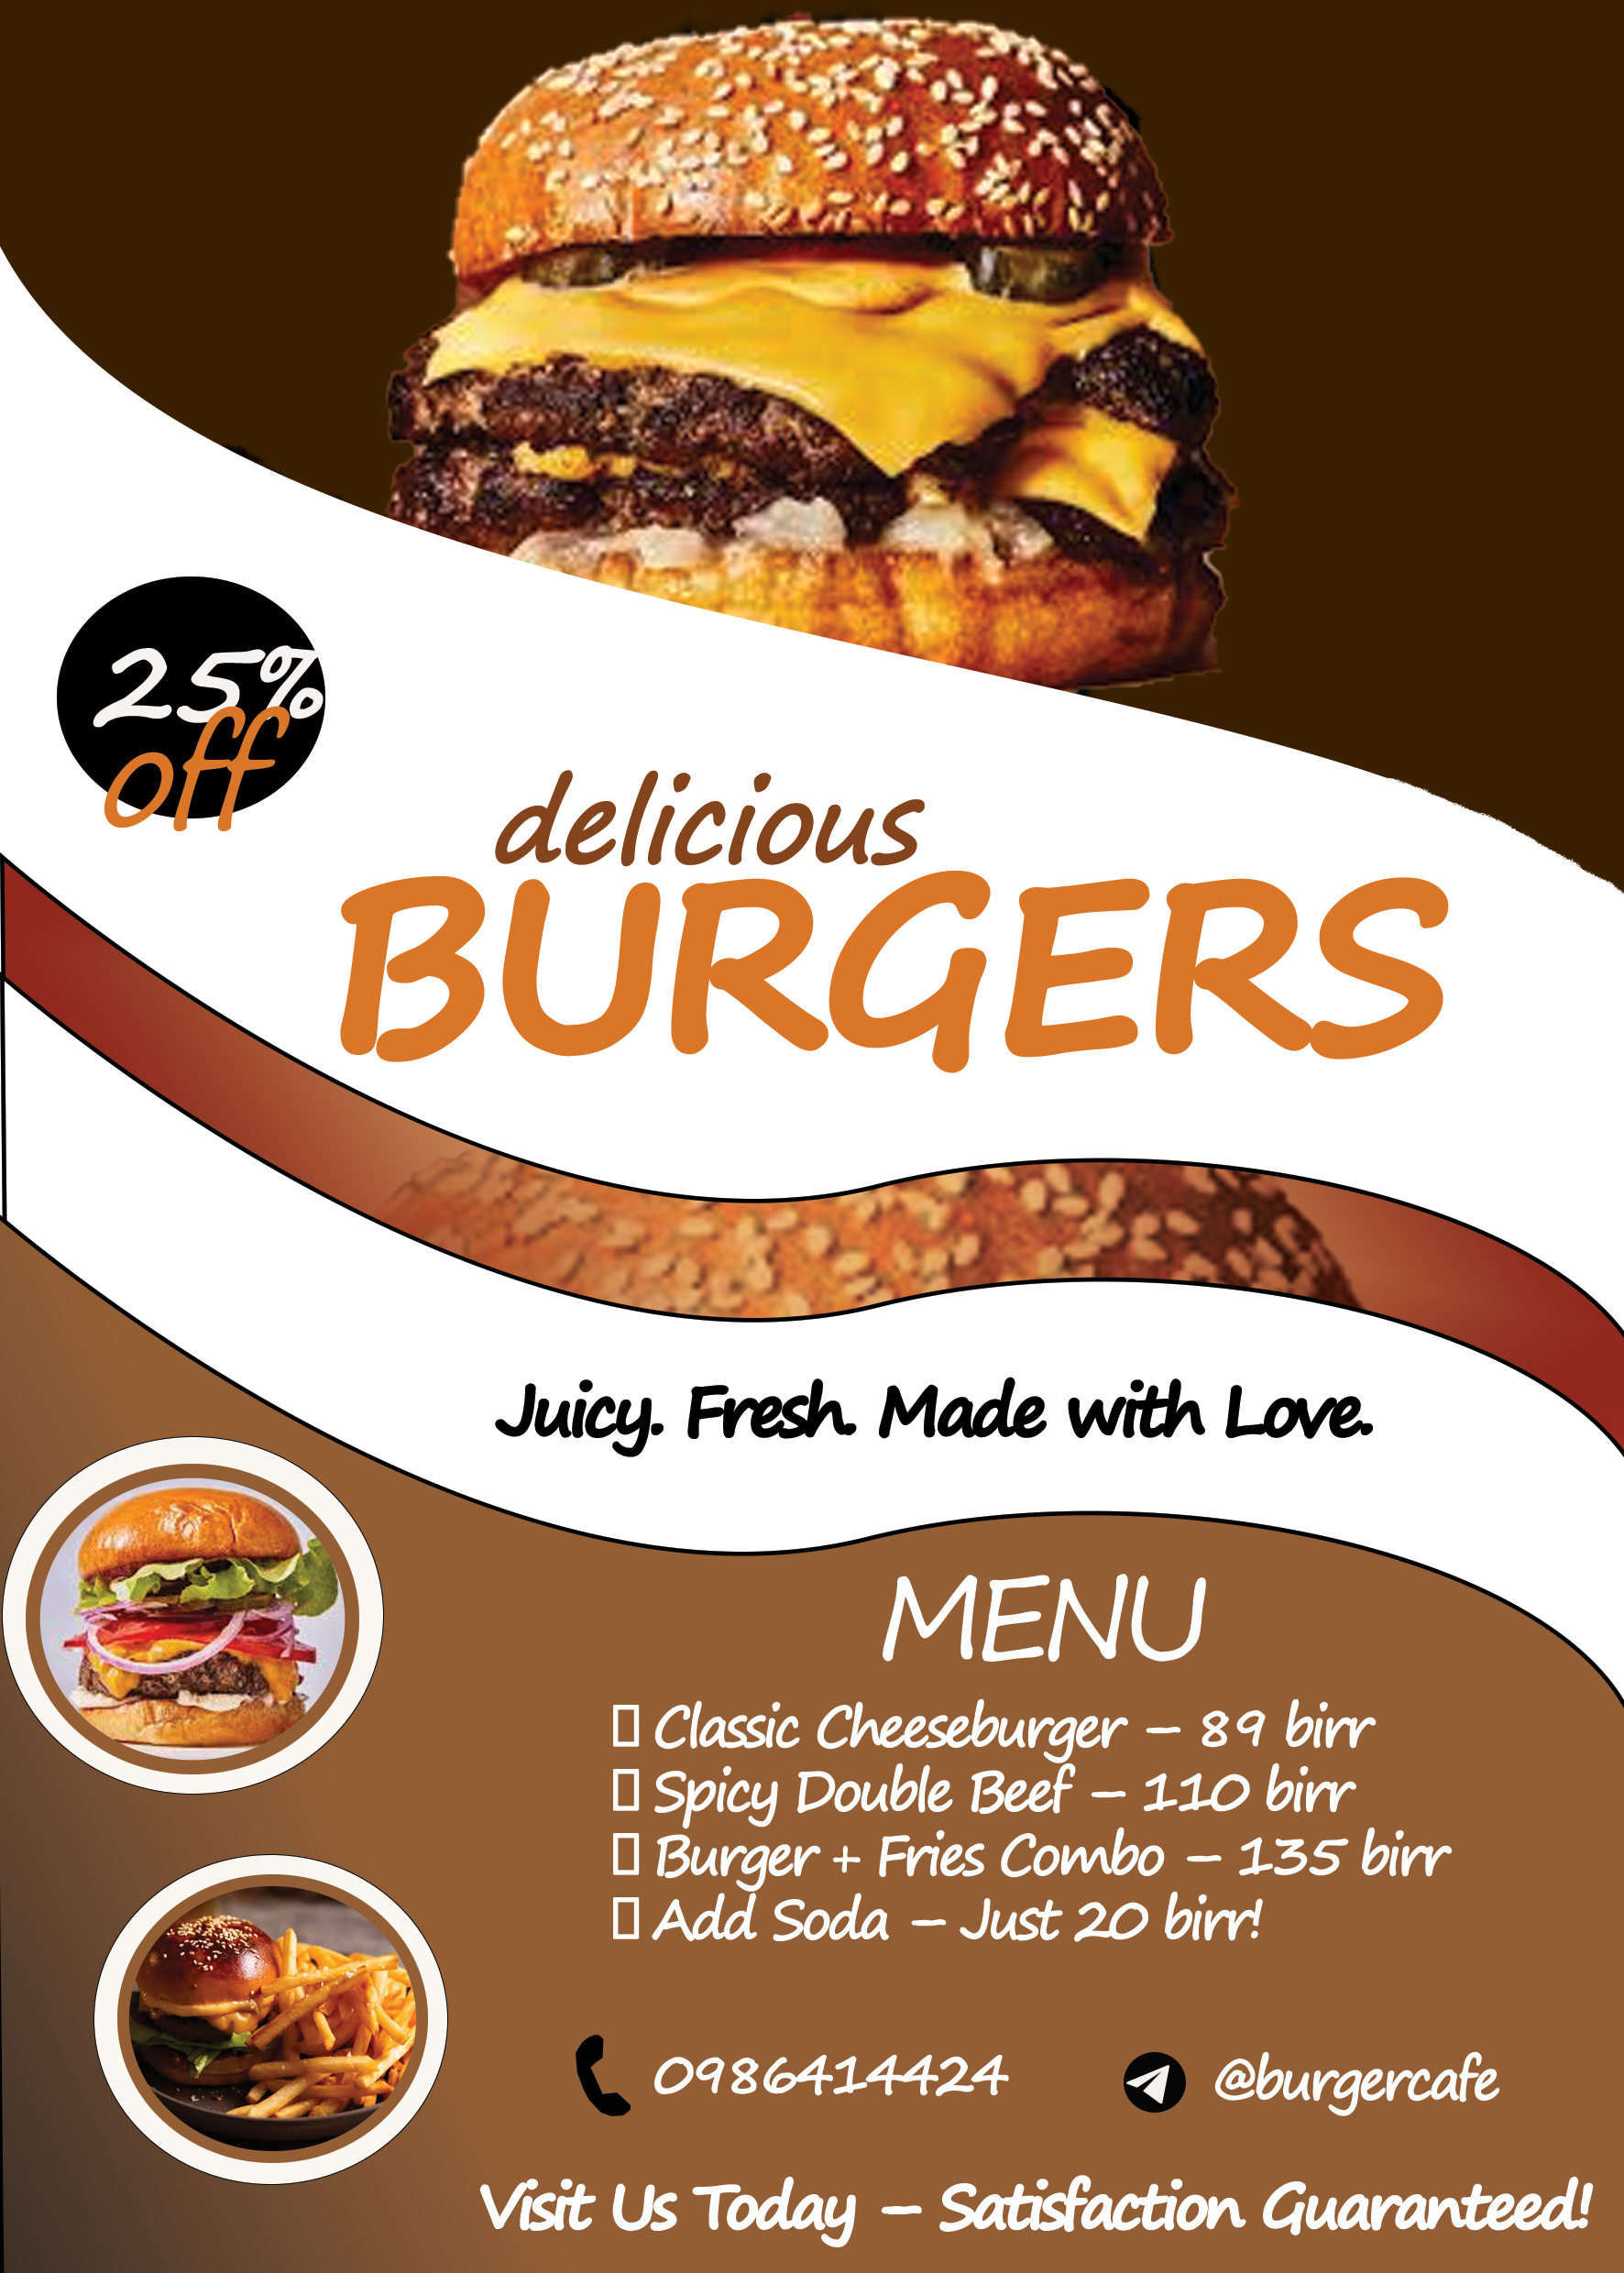 25%
off
delicious
BURGERS
Juicy. Fresh. Made with Love.
MENU
Classic Cheeseburger – 89 birr
Spicy Double Beef – 110 birr
Burger + Fries Combo – 135 birr
Add Soda – Just 20 birr!
0986414424
@burgercafe
Visit Us Today – Satisfaction Guaranteed!